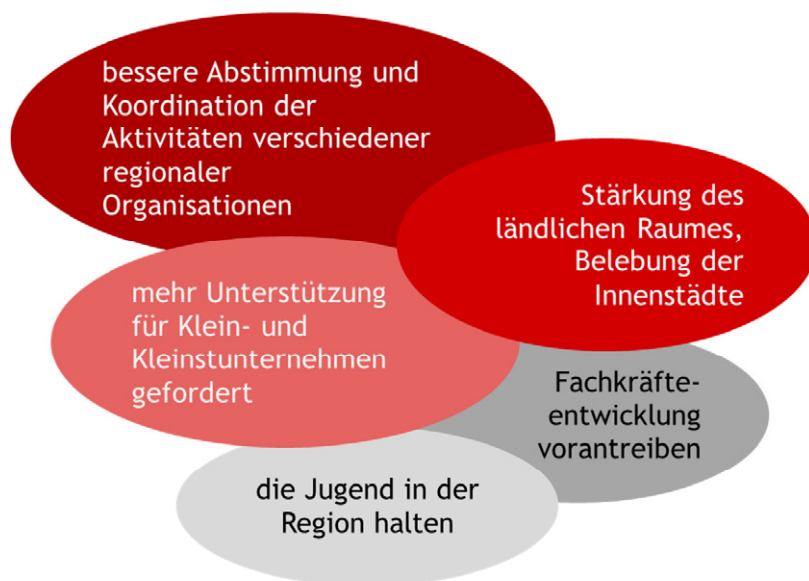 bessere Abstimmung und
Koordination der
Aktivitäten verschiedener
regionaler
Organisationen
Stärkung des
ländlichen Raumes,
Belebung der
Innenstädte
mehr Unterstützung
für Klein- und
Kleinstunternehmen
gefordert
Fachkräfte-
entwicklung
vorantreiben
die Jugend in der
Region halten